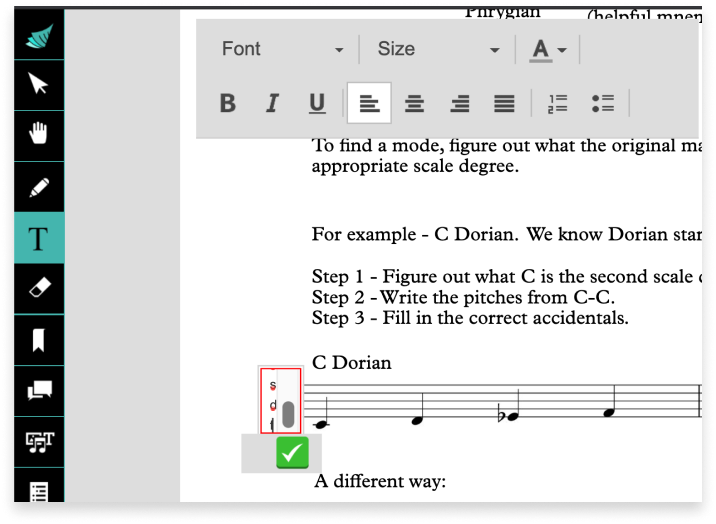 Phrygian (helpful mnem
Font Size A
B I U
To find a mode, figure out what the original ma
appropriate scale degree.
For example - C Dorian. We know Dorian star
Step 1 - Figure out what C is the second scale
Step 2 -Write the pitches from C-C.
Step 3 - Fill in the correct accidentals.
T
C Dorian
s
d
f
A different way: